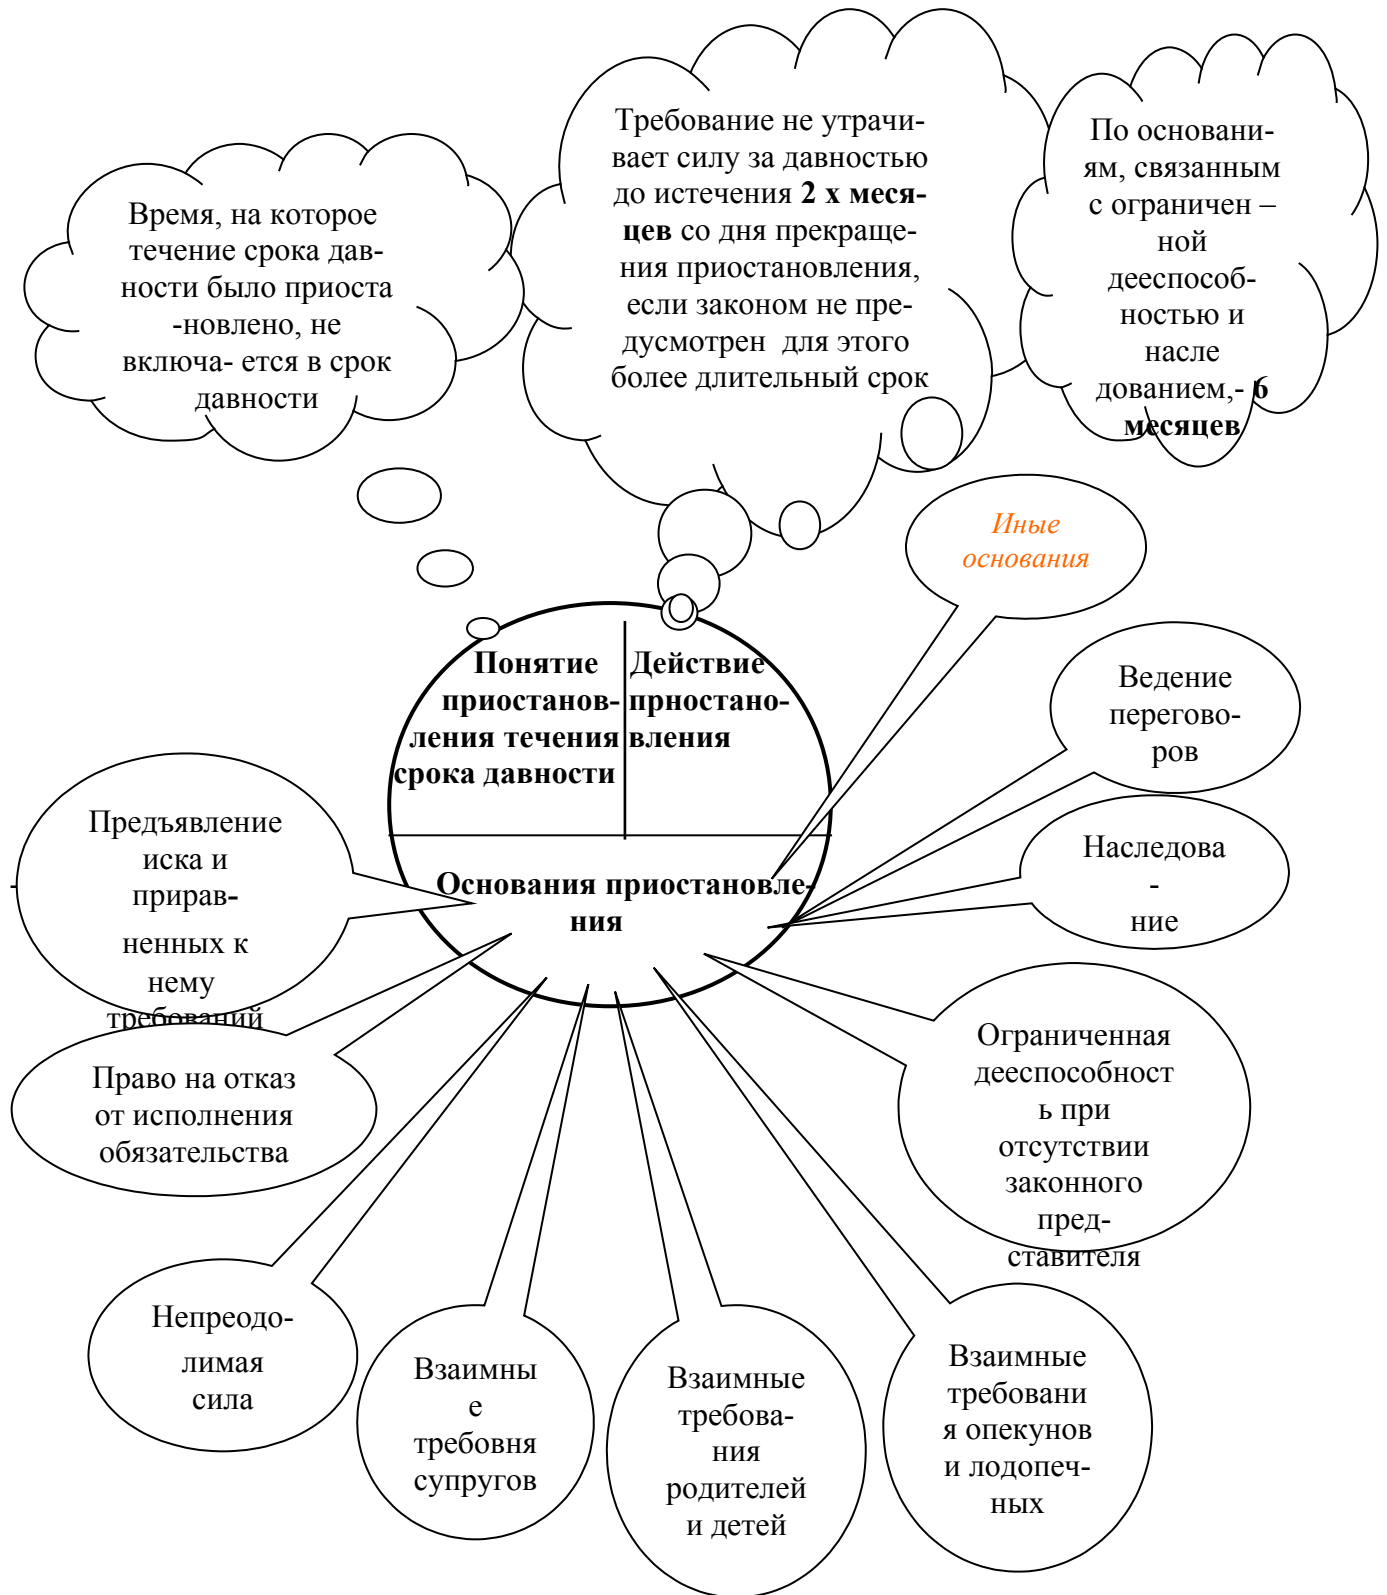 Время, на которое
течение срока дав-
ности было приоста
-новлено, не
включа- ется в срок
давности
Требование не утрачи-
вает силу за давностью
до истечения 2 х меся-
цев со дня прекраще-
ния приостановления,
если законом не пре-
дусмотрен для этого
более длительный срок
По основани-
ям, связанным
с ограничен –
ной
дееспособ-
ностью и
насле
дованием,- 6
месяцев
Иные
основания
Понятие
приостанов-
ления течения
срока давности
Действие
прностано-
вления
Ведение
перегово-
ров
Предъявление
иска и
прирав-
ненных к
нему
требований
Основания приостановле-
ния
Наследова
-
ние
Право на отказ
от исполнения
обязательства
Ограниченная
дееспособност
ь при
отсутствии
законного
пред-
ставителя
Непреодо-
лимая
сила
Взаимны
е
требовня
супругов
Взаимные
требова-
ния
родителей
и детей
Взаимные
требовани
я опекунов
и лодопеч-
ных